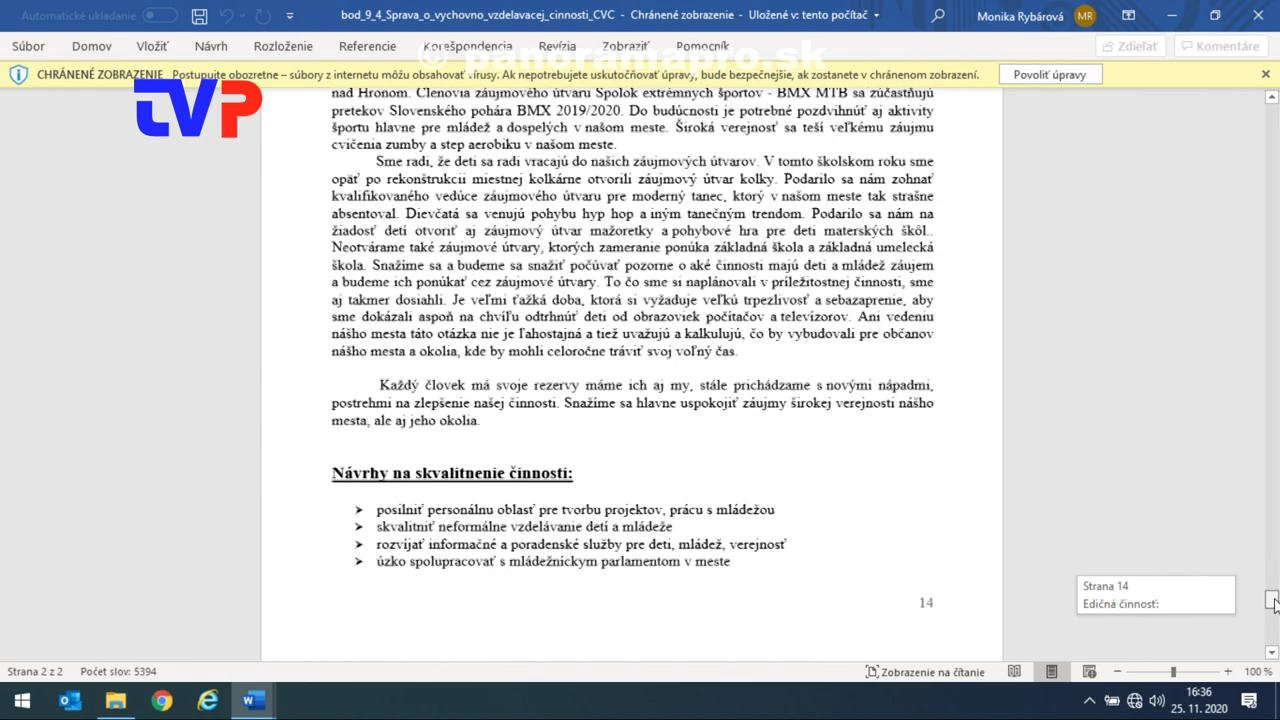 Automatické ukladanie
bod_9_4_Sprava_o_vychovno_vzdelavacej_cinnosti_CVC - Chránené zobrazenie - Uložené v: tento počítač
Monika Rybárová
MR
Súbor
Domov
Vložiť
Návrh
Rozloženie
Referencie
Korešpondencia
Revízia
Zobraziť
Pomocník
Zdieľať
Komentáre
© panoramapro.sk
CHRÁNENÉ ZOBRAZENIE Postupujte obozretne – súbory z internetu môžu obsahovať vírusy. Ak nepotrebujete uskutočňovať úpravy, bude bezpečnejšie, ak zostanete v chránenom zobrazení.
Povoliť úpravy
TVP
nad Hronom. Členovia záujmového útvaru Spolok extrémnych športov - BMX MTB sa zúčastňujú
pretekov Slovenského pohára BMX 2019/2020. Do budúcnosti je potrebné pozdvihnúť aj aktivity
športu hlavne pre mládež a dospelých v našom meste. Široká verejnosť sa teší veľkému záujmu
cvičenia zumby a step aerobiku v našom meste.
Sme radi, že deti sa radi vracajú do našich záujmových útvarov. V tomto školskom roku sme
opäť po rekonštrukcii miestnej kolkárne otvorili záujmový útvar kolky. Podarilo sa nám zohnať
kvalifikovaného vedúce záujmového útvaru pre moderný tanec, ktorý v našom meste tak strašne
absentoval. Dievčatá sa venujú pohybu hyp hop a iným tanečným trendom. Podarilo sa nám na
žiadosť detí otvoriť aj záujmový útvar mažoretky a pohybové hra pre deti materských škôl..
Neotvárame také záujmové útvary, ktorých zameranie ponúka základná škola a základná umelecká
škola. Snažíme sa a budeme sa snažiť počúvať pozorne o aké činnosti majú deti a mládež záujem
a budeme ich ponúkať cez záujmové útvary. To čo sme si naplánovali v príležitostnej činnosti, sme
aj takmer dosiahli. Je veľmi ťažká doba, ktorá si vyžaduje veľkú trpezlivosť a sebazaprenie, aby
sme dokázali aspoň na chvíľu odtrhnúť deti od obrazoviek počítačov a televízorov. Ani vedeniu
nášho mesta táto otázka nie je ľahostajná a tiež uvažujú a kalkulujú, čo by vybudovali pre občanov
nášho mesta a okolia, kde by mohli celoročne tráviť svoj voľný čas.
Každý človek má svoje rezervy máme ich aj my, stále prichádzame s novými nápadmi,
postrehmi na zlepšenie našej činnosti. Snažíme sa hlavne uspokojiť záujmy širokej verejnosti nášho
mesta, ale aj jeho okolia.
Návrhy na skvalitnenie činnosti:
➤ posilniť personálnu oblasť pre tvorbu projektov, prácu s mládežou
➤ skvalitniť neformálne vzdelávanie detí a mládeže
➤ rozvíjať informačné a poradenské služby pre deti, mládež, verejnosť
➤ úzko spolupracovať s mládežníckym parlamentom v meste
14
Strana 14
Edičná činnosť:
Strana 2 z 2
Počet slov: 5394
Zobrazenie na čítanie
100 %
16:36
25. 11. 2020